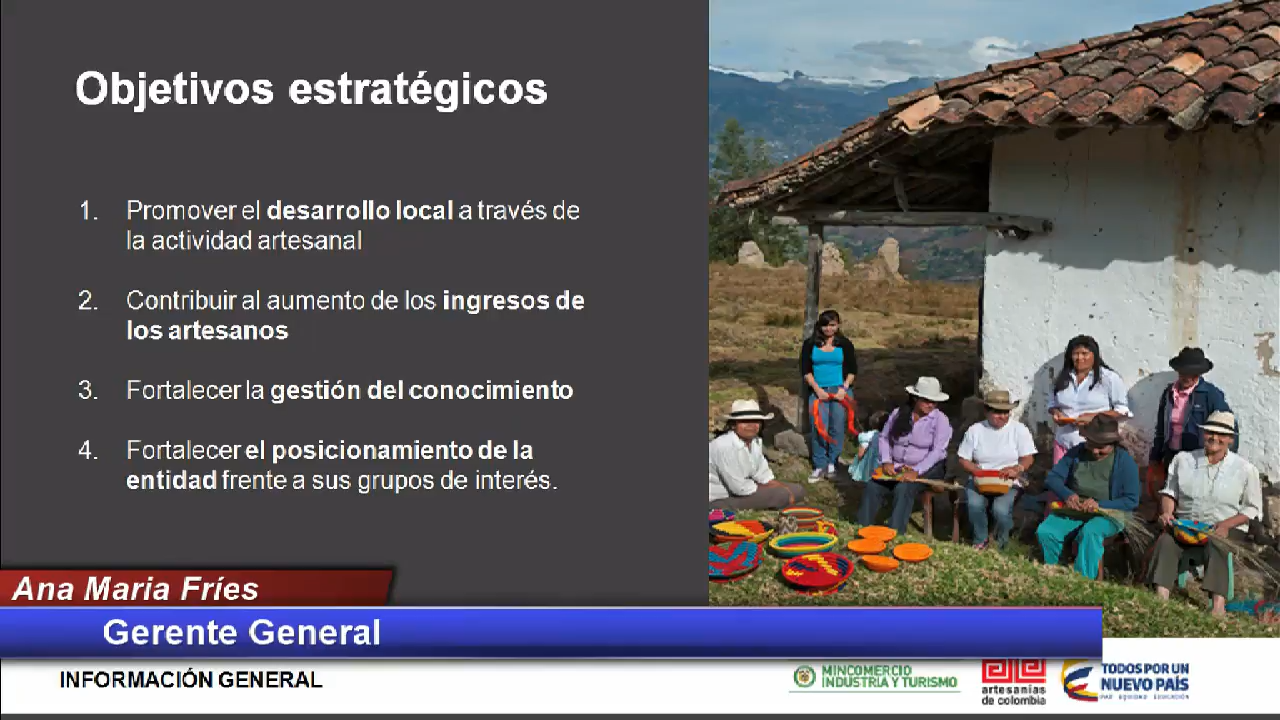 Objetivos estratégicos
1. Promover el desarrollo local a través de
la actividad artesanal
2. Contribuir al aumento de los ingresos de
los artesanos
3. Fortalecer la gestión del conocimiento
4. Fortalecer el posicionamiento de la
entidad frente a sus grupos de interés.
Ana Maria Fríes
Gerente General
INFORMACIÓN GENERAL
MINCOMERCIO
INDUSTRIA Y TURISMO
artesanías
de colombia
TODOS POR UN
NUEVO PAÍS
PAZ EQUIDAD EDUCACIÓN